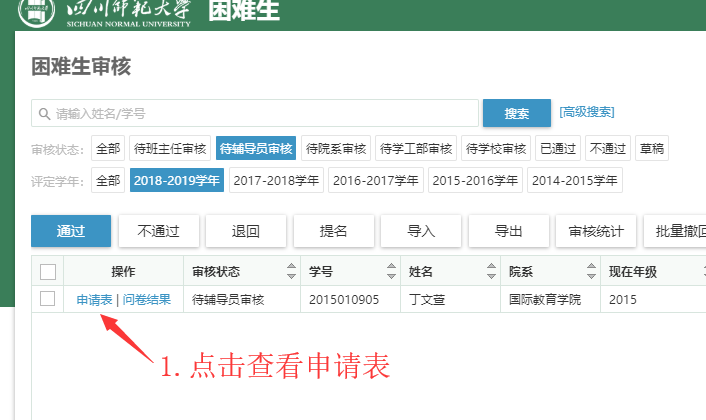 四川师范大学 困难生
SICHUAN NORMAL UNIVERSITY
困难生审核
请输入姓名/学号 搜索 [高级搜索]
审核状态: 全部 待班主任审核 待辅导员审核 待院系审核 待学工部审核 待学校审核 已通过 不通过 草稿
评定学年: 全部 2018-2019学年 2017-2018学年 2016-2017学年 2015-2016学年 2014-2015学年
通过 不通过 退回 提名 导入 导出 审核统计 批量撤回
操作 审核状态 学号 姓名 院系 现在年级
申请表 | 问卷结果 待辅导员审核 2015010905 丁文萱 国际教育学院 2015
1. 点击查看申请表